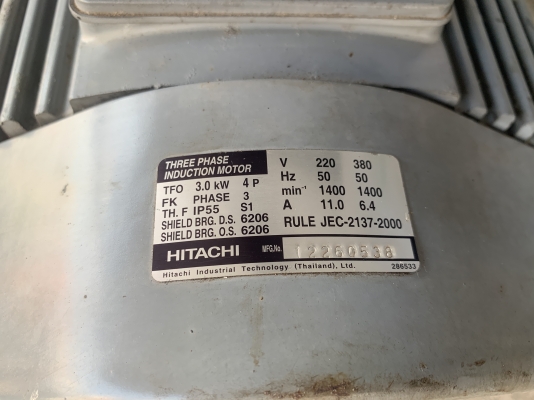 THREE PHASE
INDUCTION MOTOR
TFO 3.0 kW 4 P
FK PHASE 3
TH. F IP55 S1
SHIELD BRG. D.S. 6206
SHIELD BRG. O.S. 6206
V 220 380
Hz 50 50
min⁻¹ 1400 1400
A 11.0 6.4
RULE JEC-2137-2000
HITACHI MFG.No. 12250538
Hitachi Industrial Technology (Thailand), Ltd. 286533